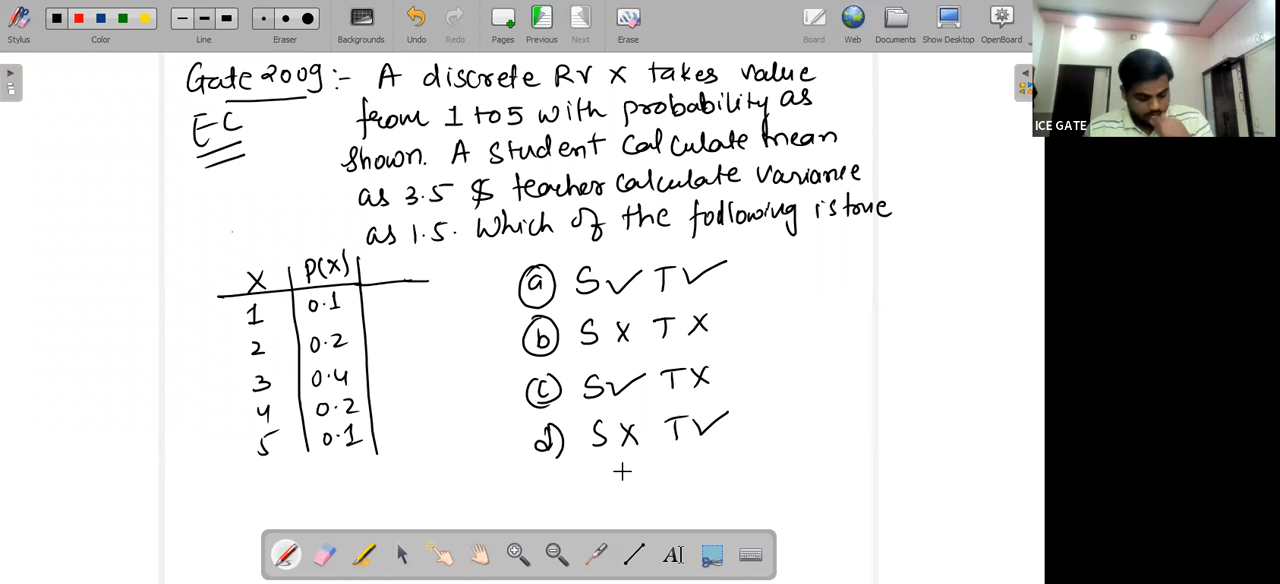 Stylus Color Line Eraser Backgrounds Undo Redo Pages Previous Next Erase Board Web Documents Show Desktop OpenBoard
ICE GATE
Gate 2009:- A discrete RV X takes value
EC from 1 to 5 with probability as
shown. A student calculate mean
as 3.5 $ teacher calculate variance
as 1.5. Which of the following is true
X P(X)
1 0.1
2 0.2
3 0.4
4 0.2
5 0.1
(a) S✓ T✓
(b) S X T X
(c) S✓ TX
d) S X T✓